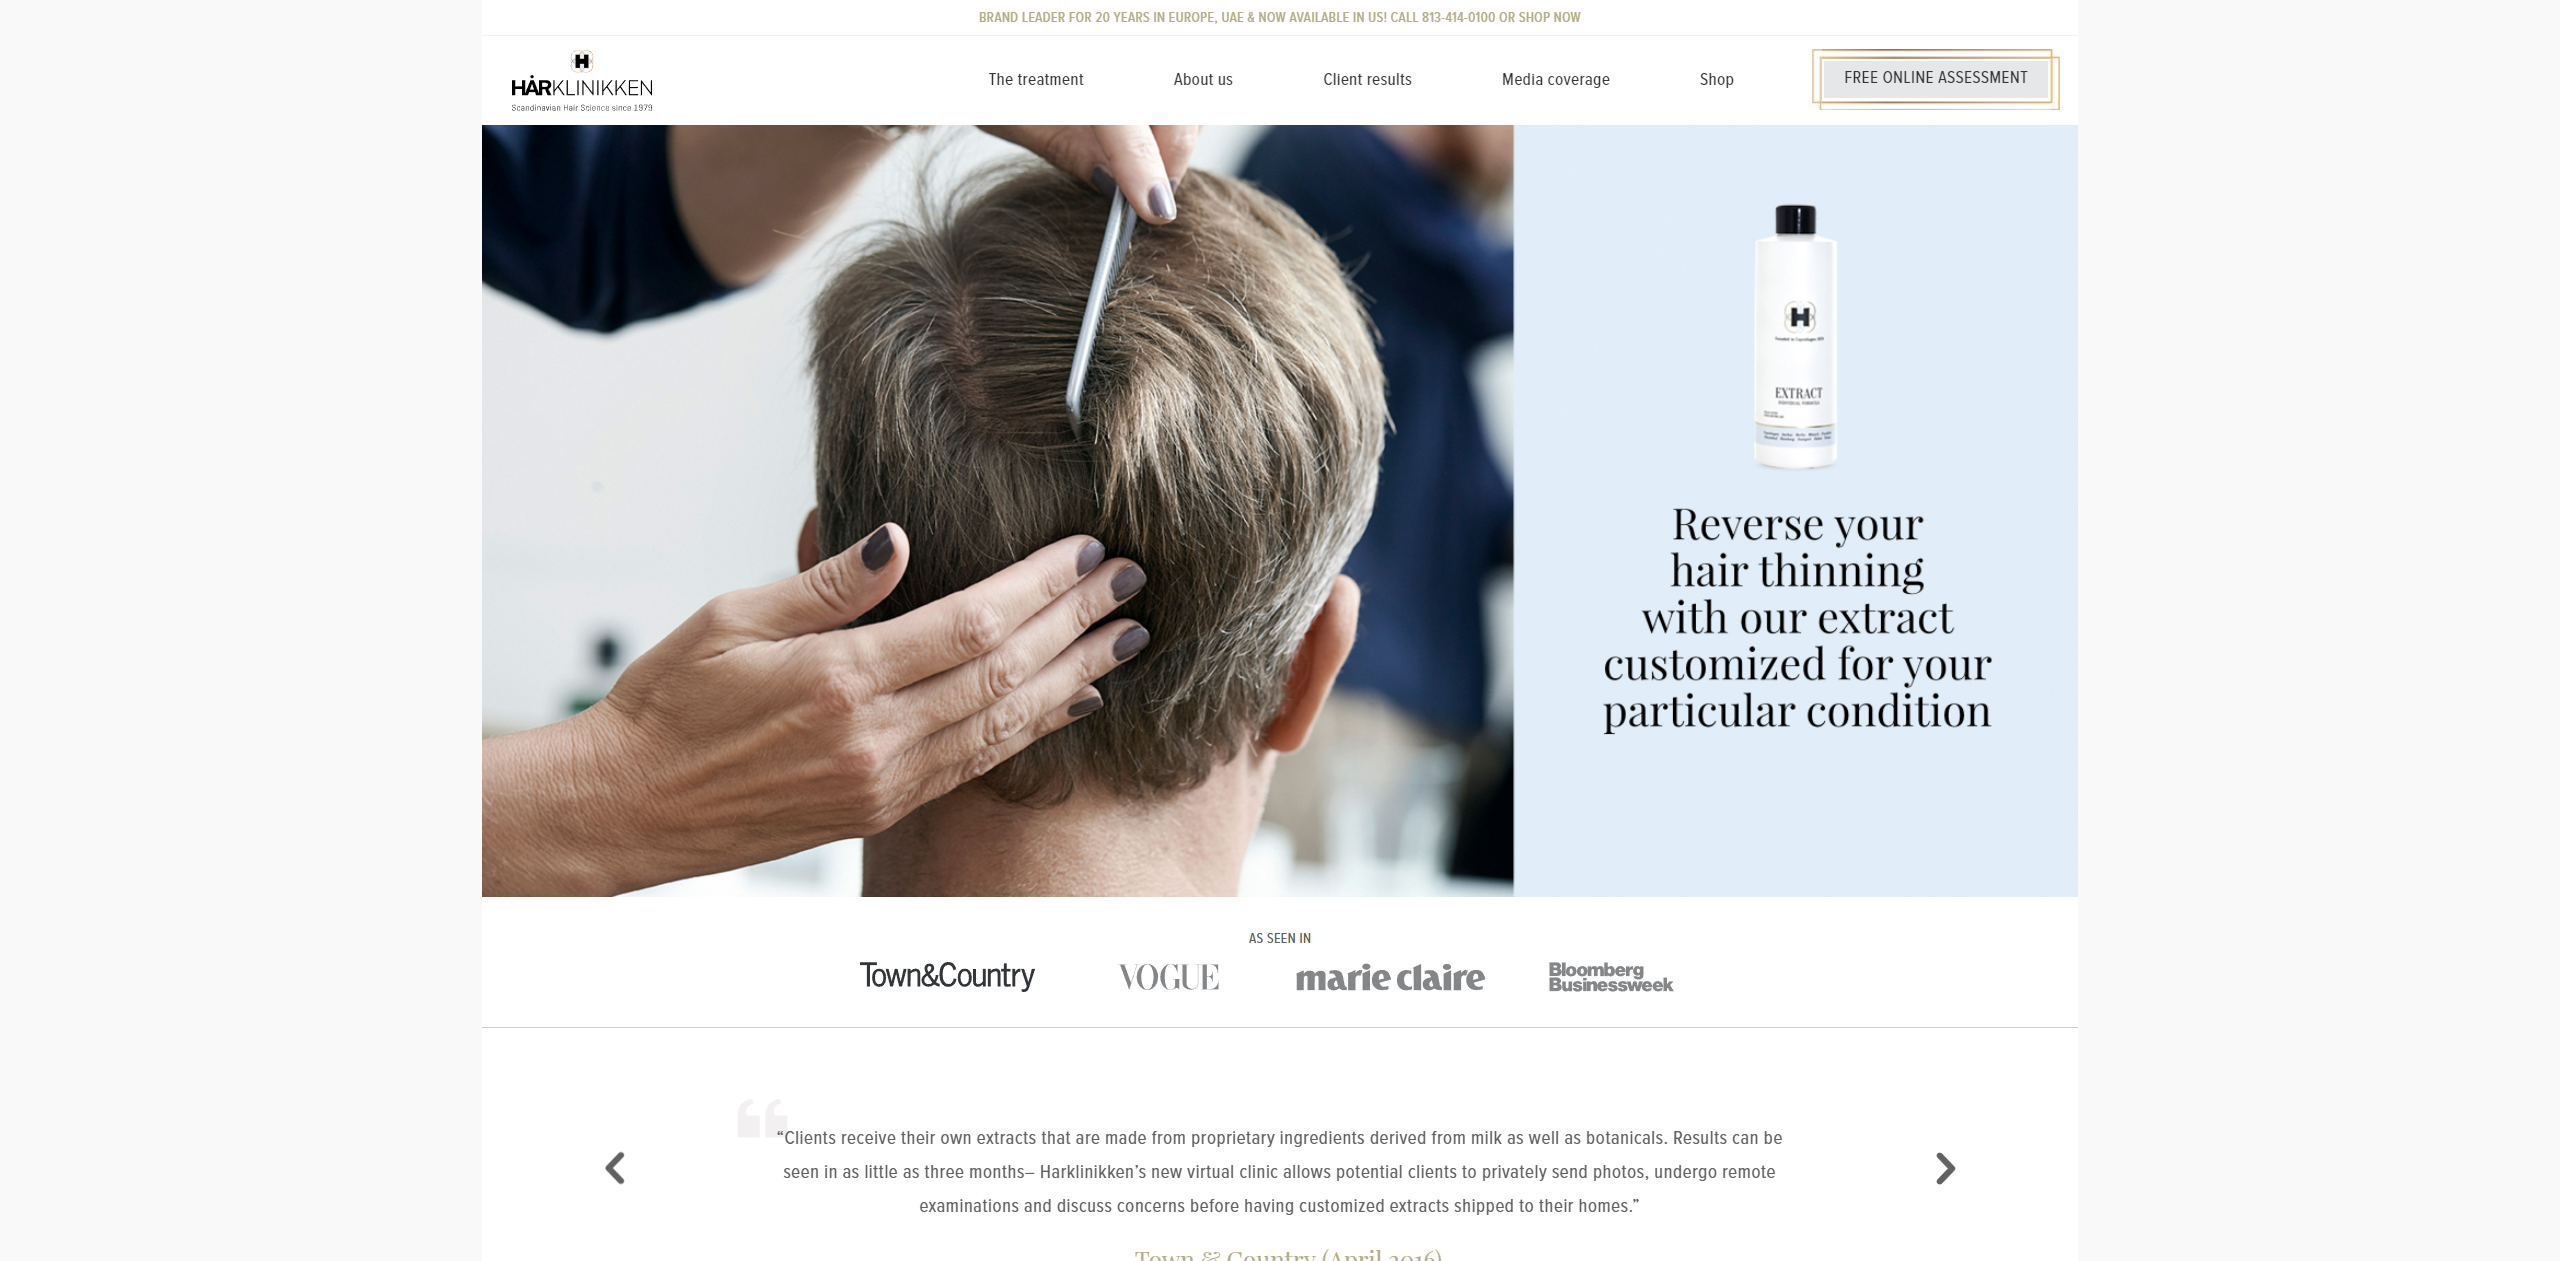 BRAND LEADER FOR 20 YEARS IN EUROPE, UAE & NOW AVAILABLE IN US! CALL 813-414-0100 OR SHOP NOW
H
HÅRKLINIKKEN
Scandinavian Hair Science since 1979
The treatment
About us
Client results
Media coverage
Shop
FREE ONLINE ASSESSMENT
H
Founded in Copenhagen
EXTRACT
INDIVIDUAL FORMULA
Reverse your
hair thinning
with our extract
customized for your
particular condition
AS SEEN IN
Town&Country
VOGUE
marie claire
Bloomberg
Businessweek
“Clients receive their own extracts that are made from proprietary ingredients derived from milk as well as botanicals. Results can be
seen in as little as three months– Harklinikken’s new virtual clinic allows potential clients to privately send photos, undergo remote
examinations and discuss concerns before having customized extracts shipped to their homes.”
Town & Country (April 2016)